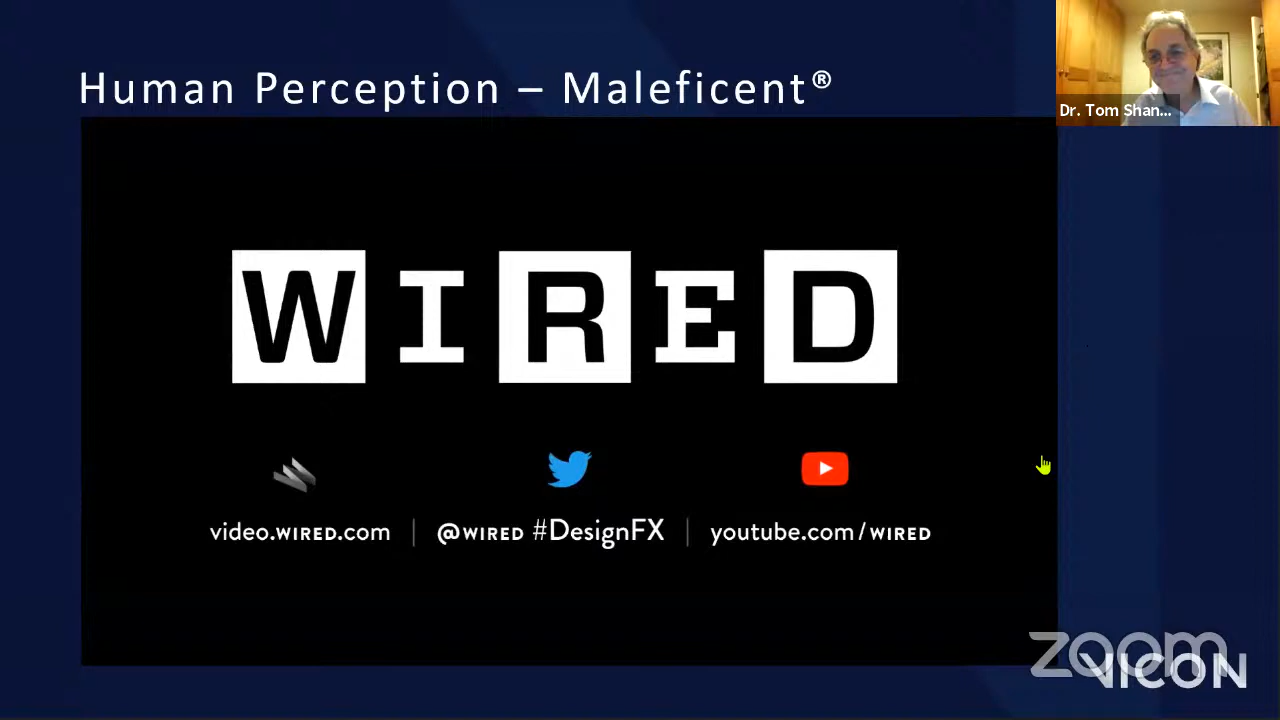 Human Perception – Maleficent®
Dr. Tom Shan...
WIRED
video.WIRED.com | @WIRED #DesignFX | youtube.com/WIRED
zoom
VICON